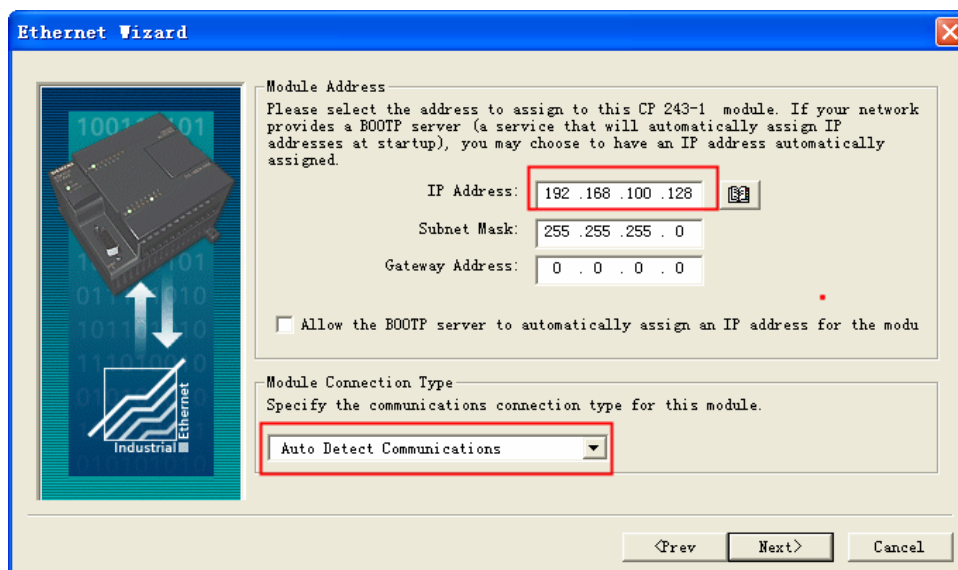 Ethernet Wizard
Module Address
Please select the address to assign to this CP 243-1 module. If your network
provides a BOOTP server (a service that will automatically assign IP
addresses at startup), you may choose to have an IP address automatically
assigned.
IP Address: 192 .168 .100 .128
Subnet Mask: 255 .255 .255 . 0
Gateway Address: 0 . 0 . 0 . 0
Allow the BOOTP server to automatically assign an IP address for the modu
Module Connection Type
Specify the communications connection type for this module.
Auto Detect Communications
Industrial
Ethernet
<Prev
Next>
Cancel